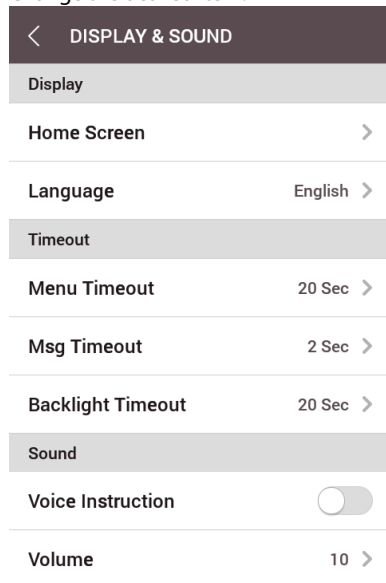 DISPLAY & SOUND
Display
Home Screen
Language English
Timeout
Menu Timeout 20 Sec
Msg Timeout 2 Sec
Backlight Timeout 20 Sec
Sound
Voice Instruction
Volume 10